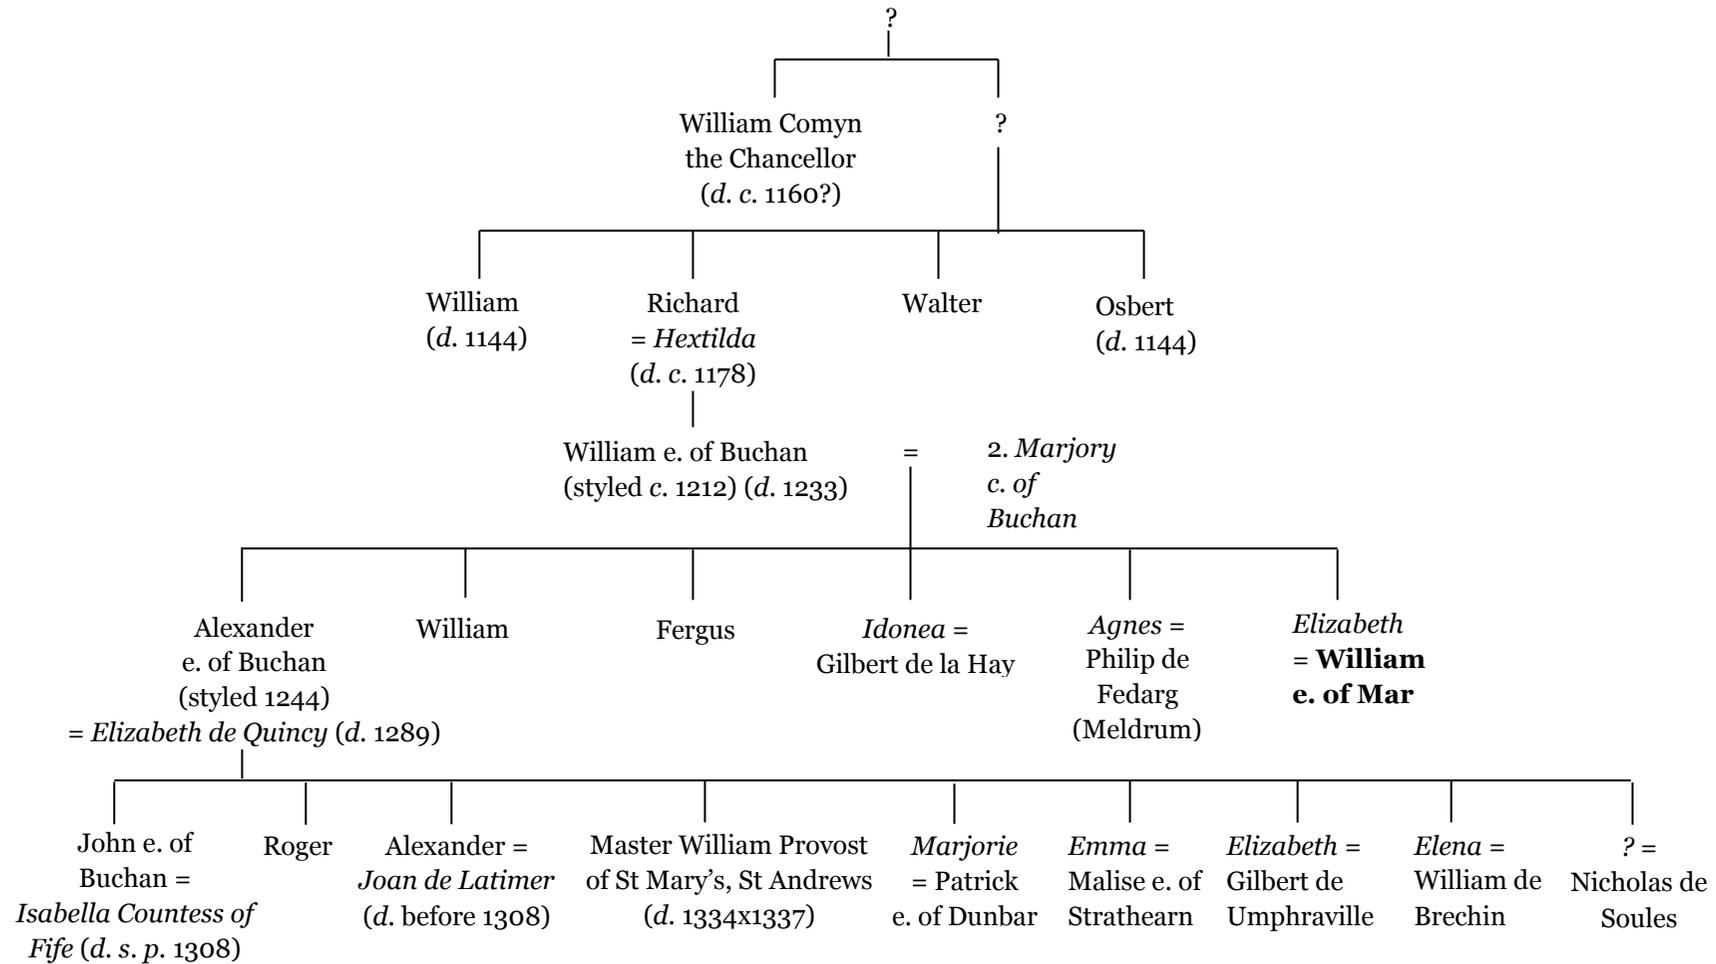 ?
William Comyn
the Chancellor
(d. c. 1160?)
?
William
(d. 1144)
Richard
= Hextilda
(d. c. 1178)
Walter
Osbert
(d. 1144)
William e. of Buchan
(styled c. 1212) (d. 1233)
=
2. Marjory
c. of
Buchan
Alexander
e. of Buchan
(styled 1244)
= Elizabeth de Quincy (d. 1289)
William
Fergus
Idonea =
Gilbert de la Hay
Agnes =
Philip de
Fedarg
(Meldrum)
Elizabeth
= William
e. of Mar
John e. of
Buchan =
Isabella Countess of
Fife (d. s. p. 1308)
Roger
Alexander =
Joan de Latimer
(d. before 1308)
Master William Provost
of St Mary’s, St Andrews
(d. 1334x1337)
Marjorie
= Patrick
e. of Dunbar
Emma =
Malise e. of
Strathearn
Elizabeth =
Gilbert de
Umphraville
Elena =
William de
Brechin
? =
Nicholas de
Soules